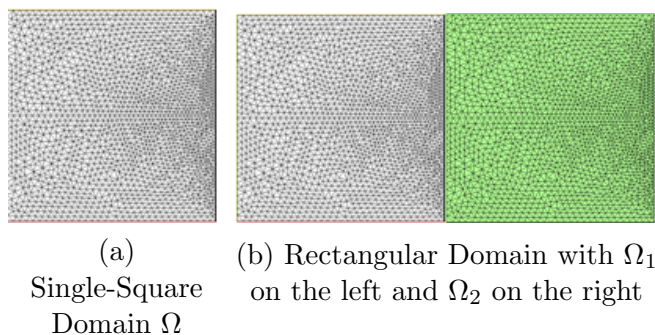 (a)
Single-Square
Domain Ω
(b) Rectangular Domain with Ω₁
on the left and Ω₂ on the right